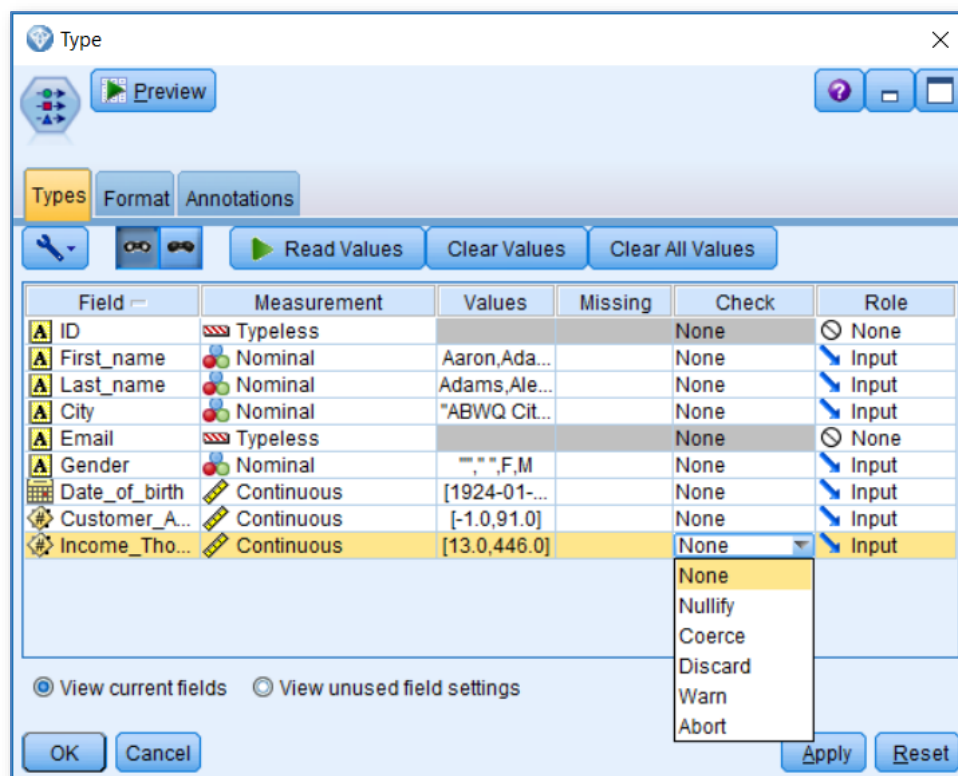 Type
Preview
Types Format Annotations
Read Values Clear Values Clear All Values
Field Measurement Values Missing Check Role
A ID Typeless None None
A First_name Nominal Aaron,Ada... None Input
A Last_name Nominal Adams,Ale... None Input
A City Nominal "ABWQ Cit... None Input
A Email Typeless None None
A Gender Nominal ""," ",F,M None Input
Date_of_birth Continuous [1924-01-... None Input
# Customer_A... Continuous [-1.0,91.0] None Input
# Income_Tho... Continuous [13.0,446.0] None Input
None
Nullify
Coerce
Discard
Warn
Abort
View current fields View unused field settings
OK Cancel Apply Reset